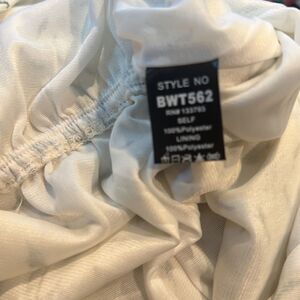 STYLE NO
BWT562
RN# 133793
SELF
100%Polyester
LINING
100%Polyester